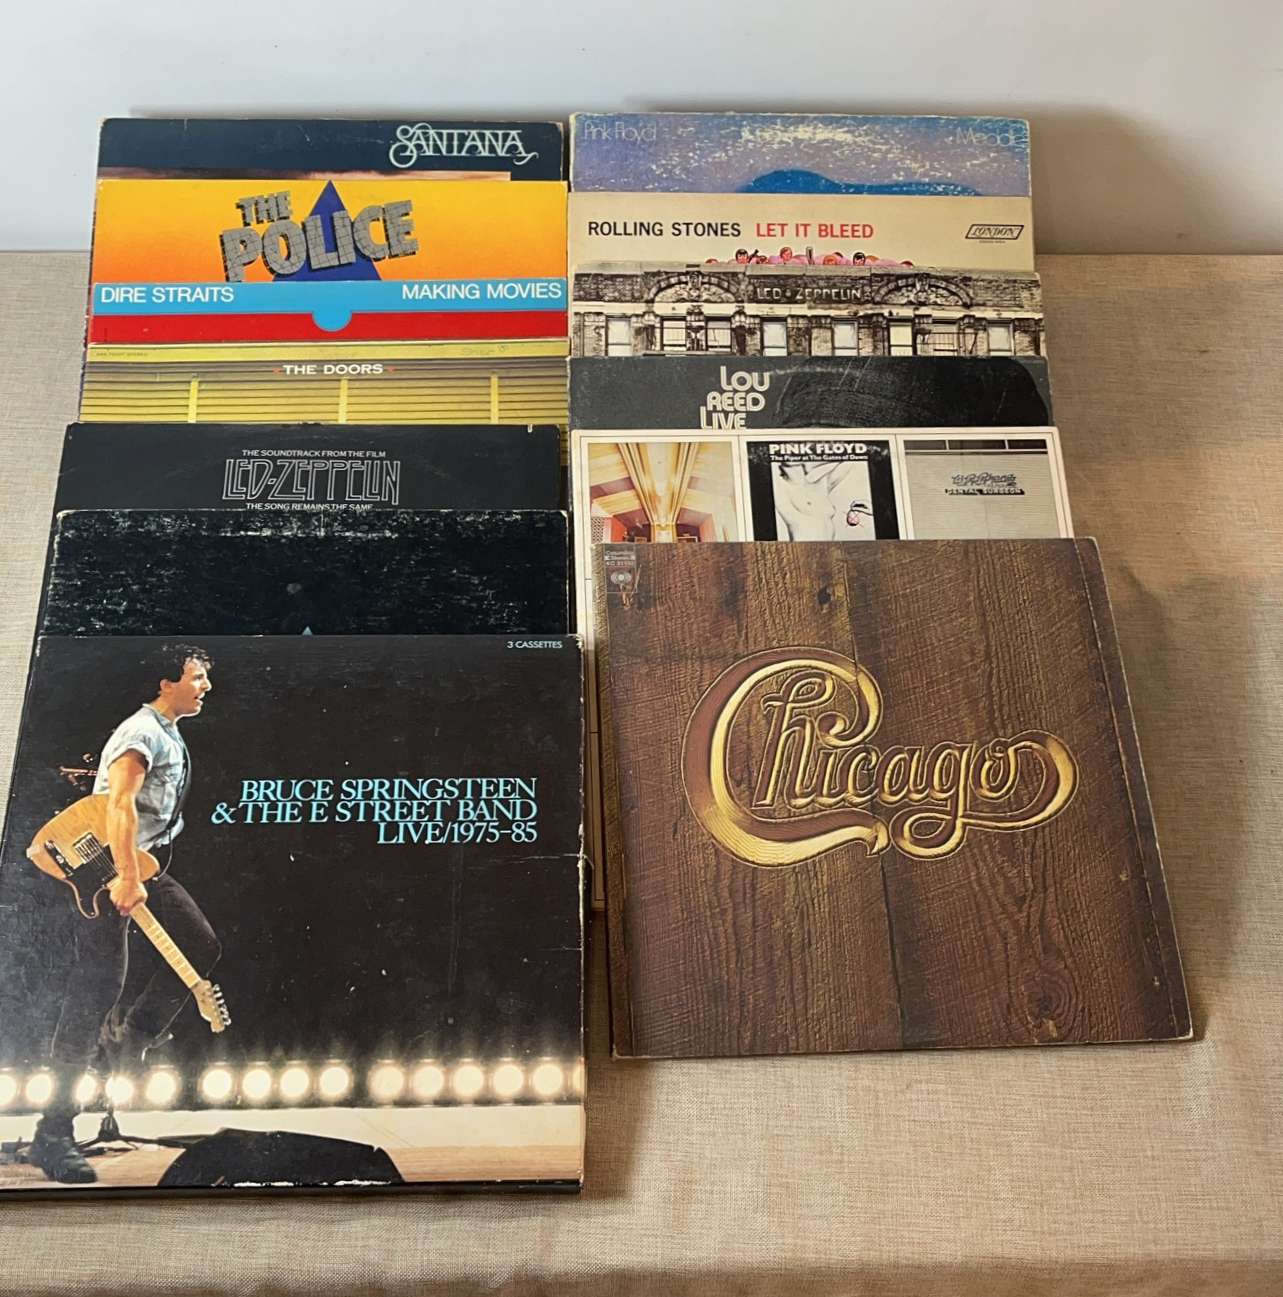 SANTANA
THE
POLICE
DIRE STRAITS MAKING MOVIES
THE DOORS
THE SOUNDTRACK FROM THE FILM
LED-ZEPPELIN
THE SONG REMAINS THE SAME
3 CASSETTES
BRUCE SPRINGSTEEN
& THE E STREET BAND
LIVE/1975-85
Pink Floyd Meddle
ROLLING STONES LET IT BLEED LONDON
LED ZEPPELIN
LOU
REED
LIVE
PINK FLOYD
The Piper at The Gates of Dawn
DENTAL SURGEON
Columbia
Chicago